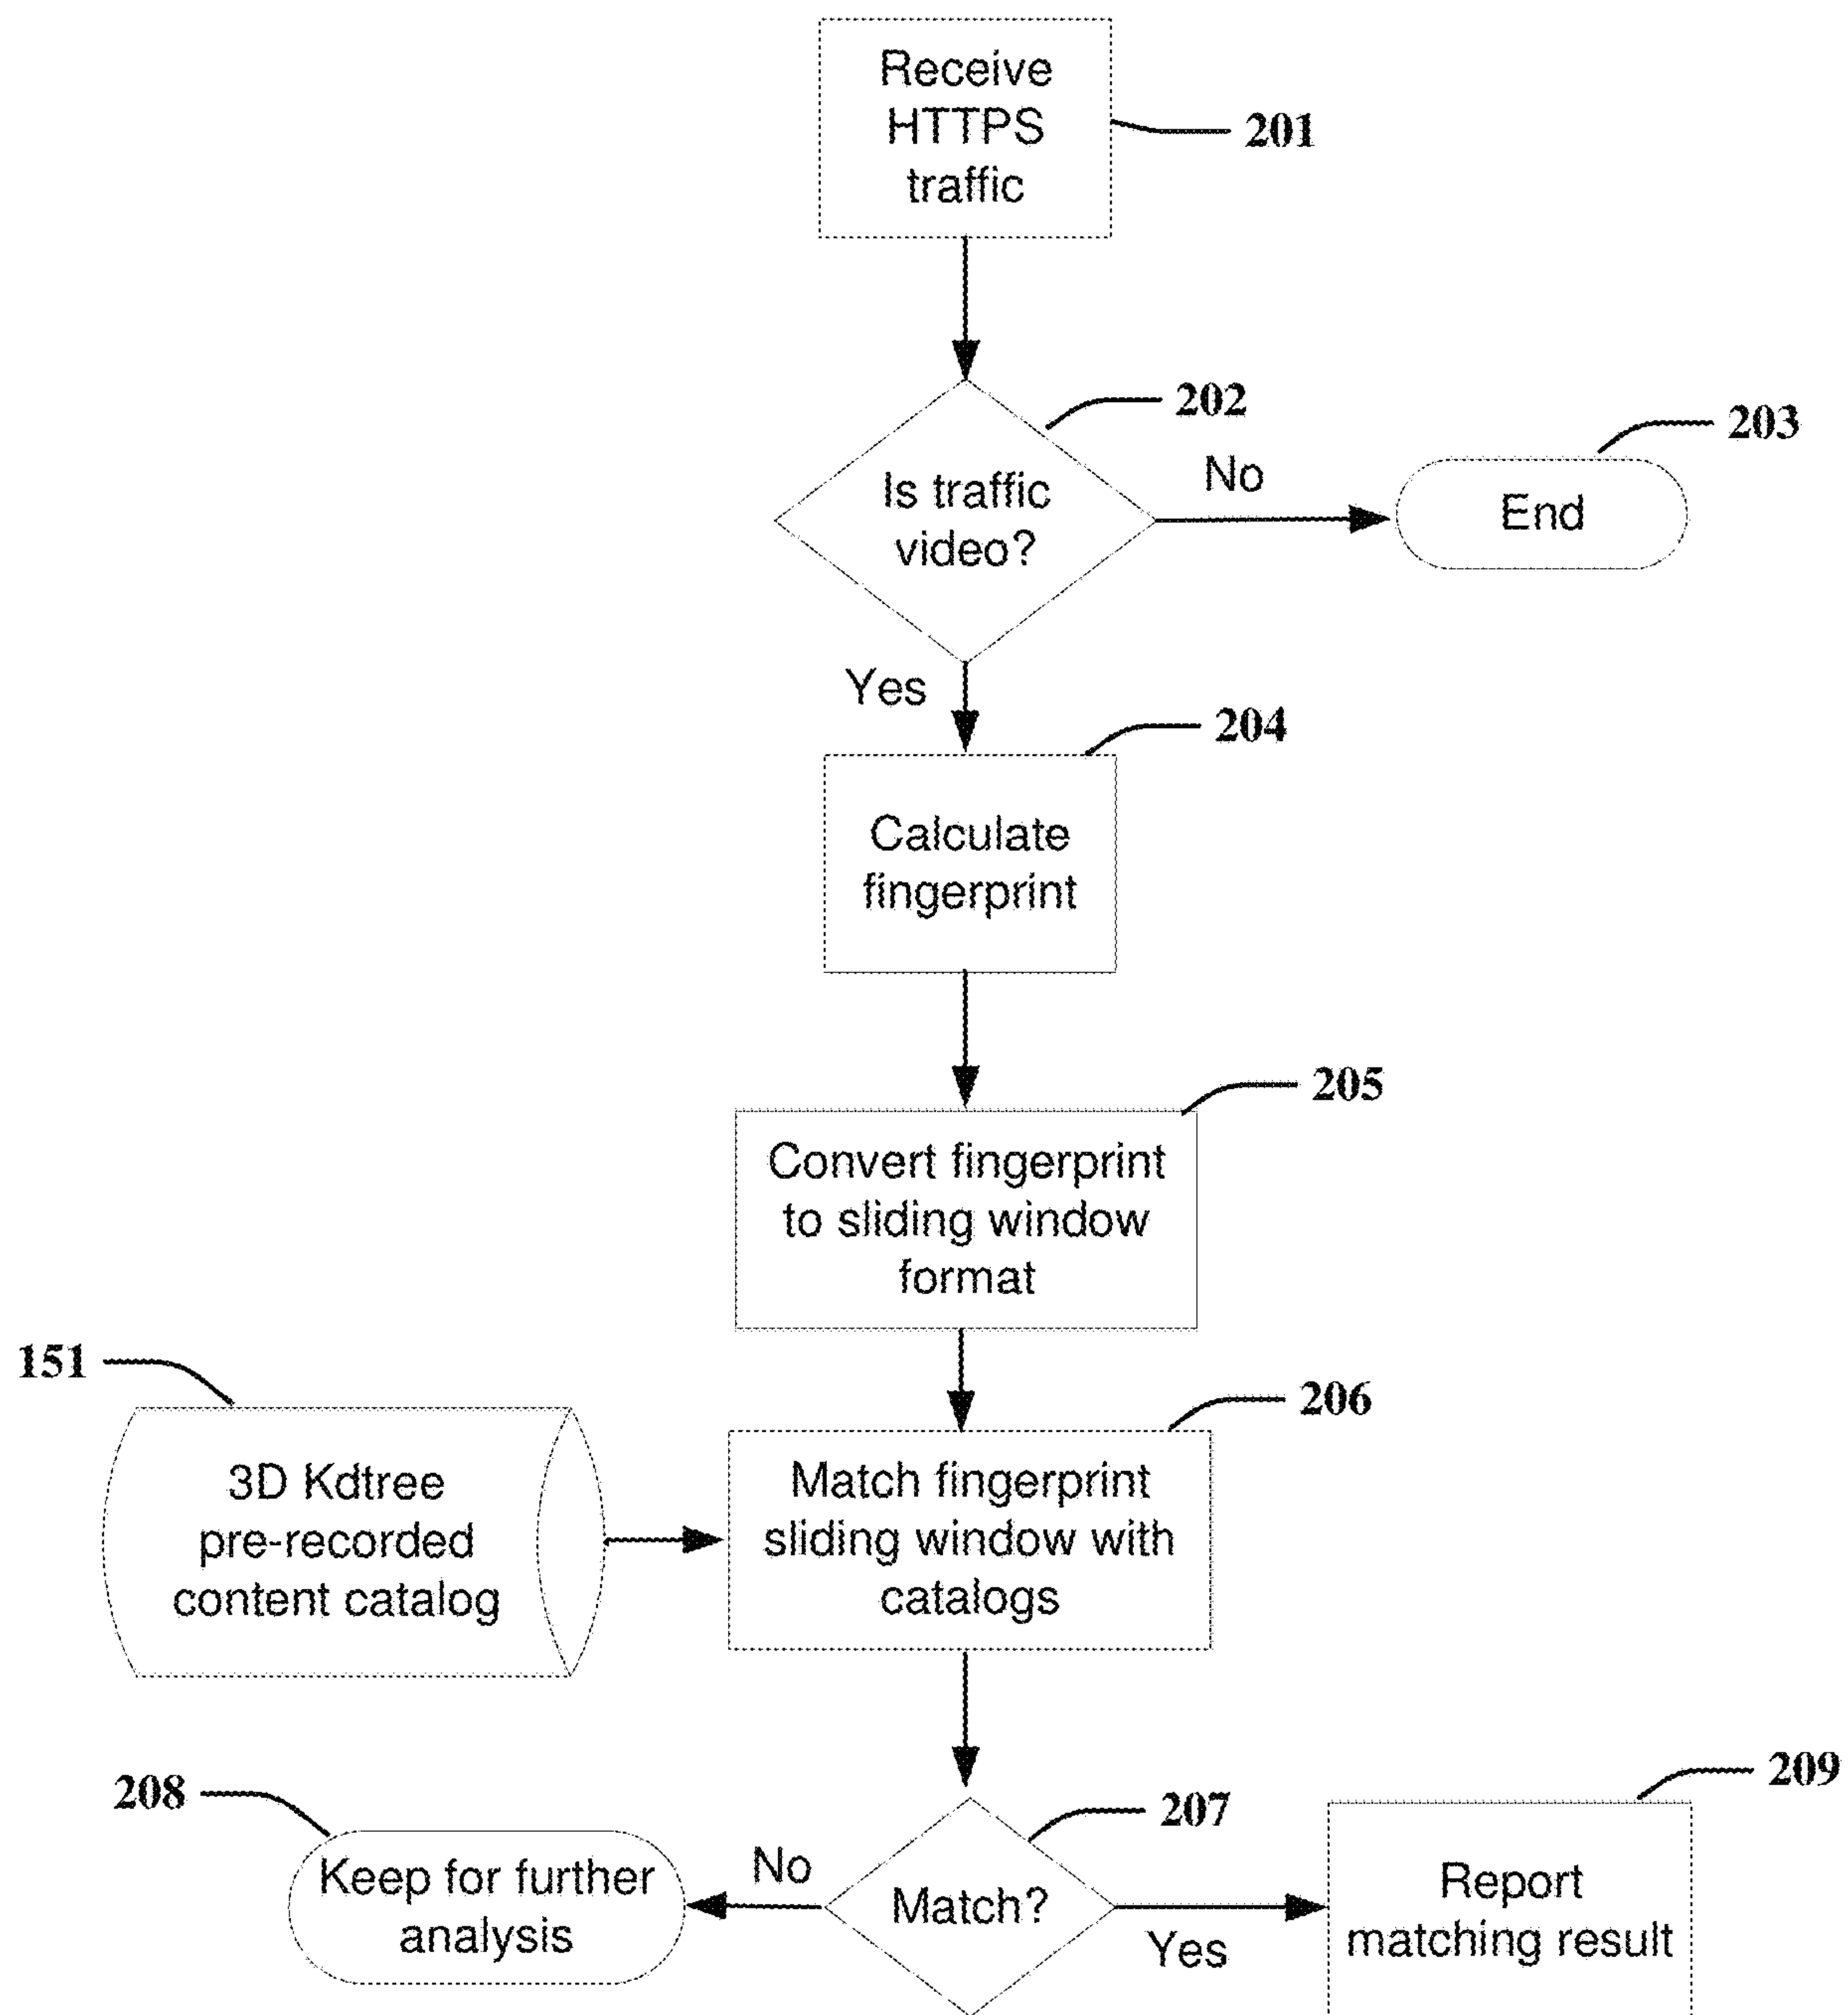 Receive
HTTPS
traffic
201
202
203
Is traffic
video?
No
End
Yes
204
Calculate
fingerprint
205
Convert fingerprint
to sliding window
format
151
206
3D Kdtree
pre-recorded
content catalog
Match fingerprint
sliding window with
catalogs
208
207
209
Keep for further
analysis
No
Match?
Yes
Report
matching result